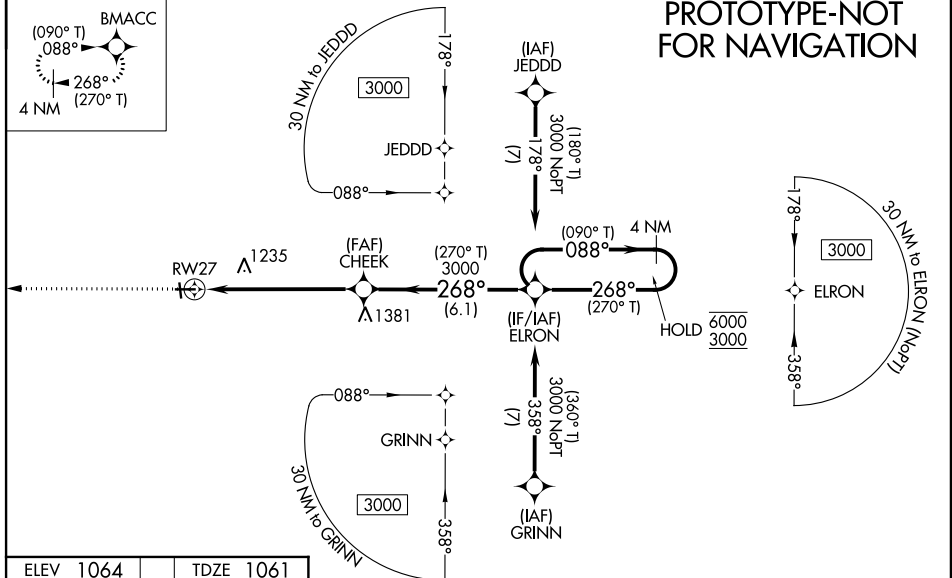 PROTOTYPE-NOT
FOR NAVIGATION
BMACC
(090° T)
088°
268°
(270° T)
4 NM
30 NM to JEDDD
3000
178°
JEDDD
088°
(IAF)
JEDDD
(180° T)
3000 NoPT
178°
(7)
(090° T)
088°
4 NM
268°
(270° T)
HOLD
6000
3000
178°
30 NM to ELRON (NoPT)
3000
ELRON
358°
RW27
1235
(FAF)
CHEEK
1381
(270° T)
3000
268°
(6.1)
(IF/IAF)
ELRON
088°
GRINN
30 NM to GRINN
3000
358°
(360° T)
3000 NoPT
358°
(7)
(IAF)
GRINN
ELEV 1064 TDZE 1061